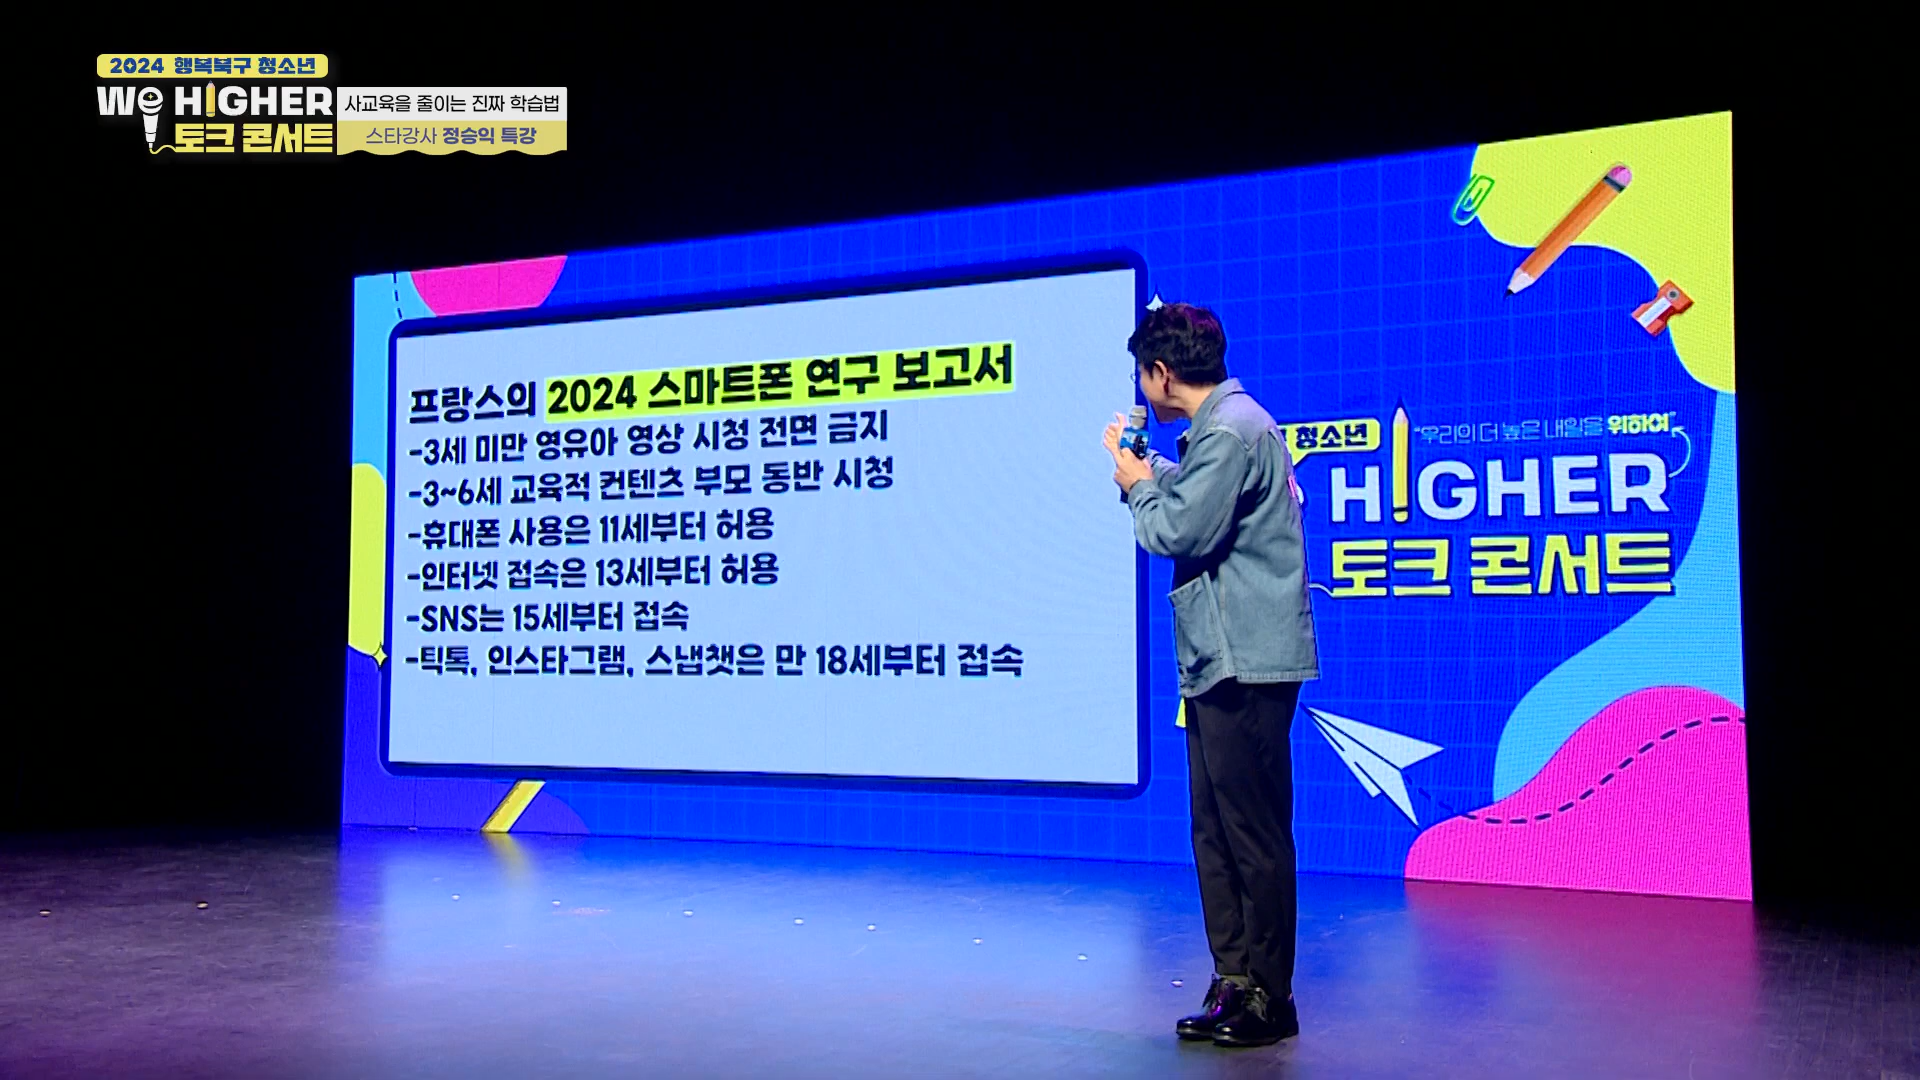 2024 행복북구 청소년
We HIGHER
토크 콘서트
사교육을 줄이는 진짜 학습법
스타강사 정승익 특강
프랑스의 2024 스마트폰 연구 보고서
-3세 미만 영유아 영상 시청 전면 금지
-3~6세 교육적 컨텐츠 부모 동반 시청
-휴대폰 사용은 11세부터 허용
-인터넷 접속은 13세부터 허용
-SNS는 15세부터 접속
-틱톡, 인스타그램, 스냅챗은 만 18세부터 접속
청소년
"우리의 더 높은 내일을 위하여"
HIGHER
토크 콘서트